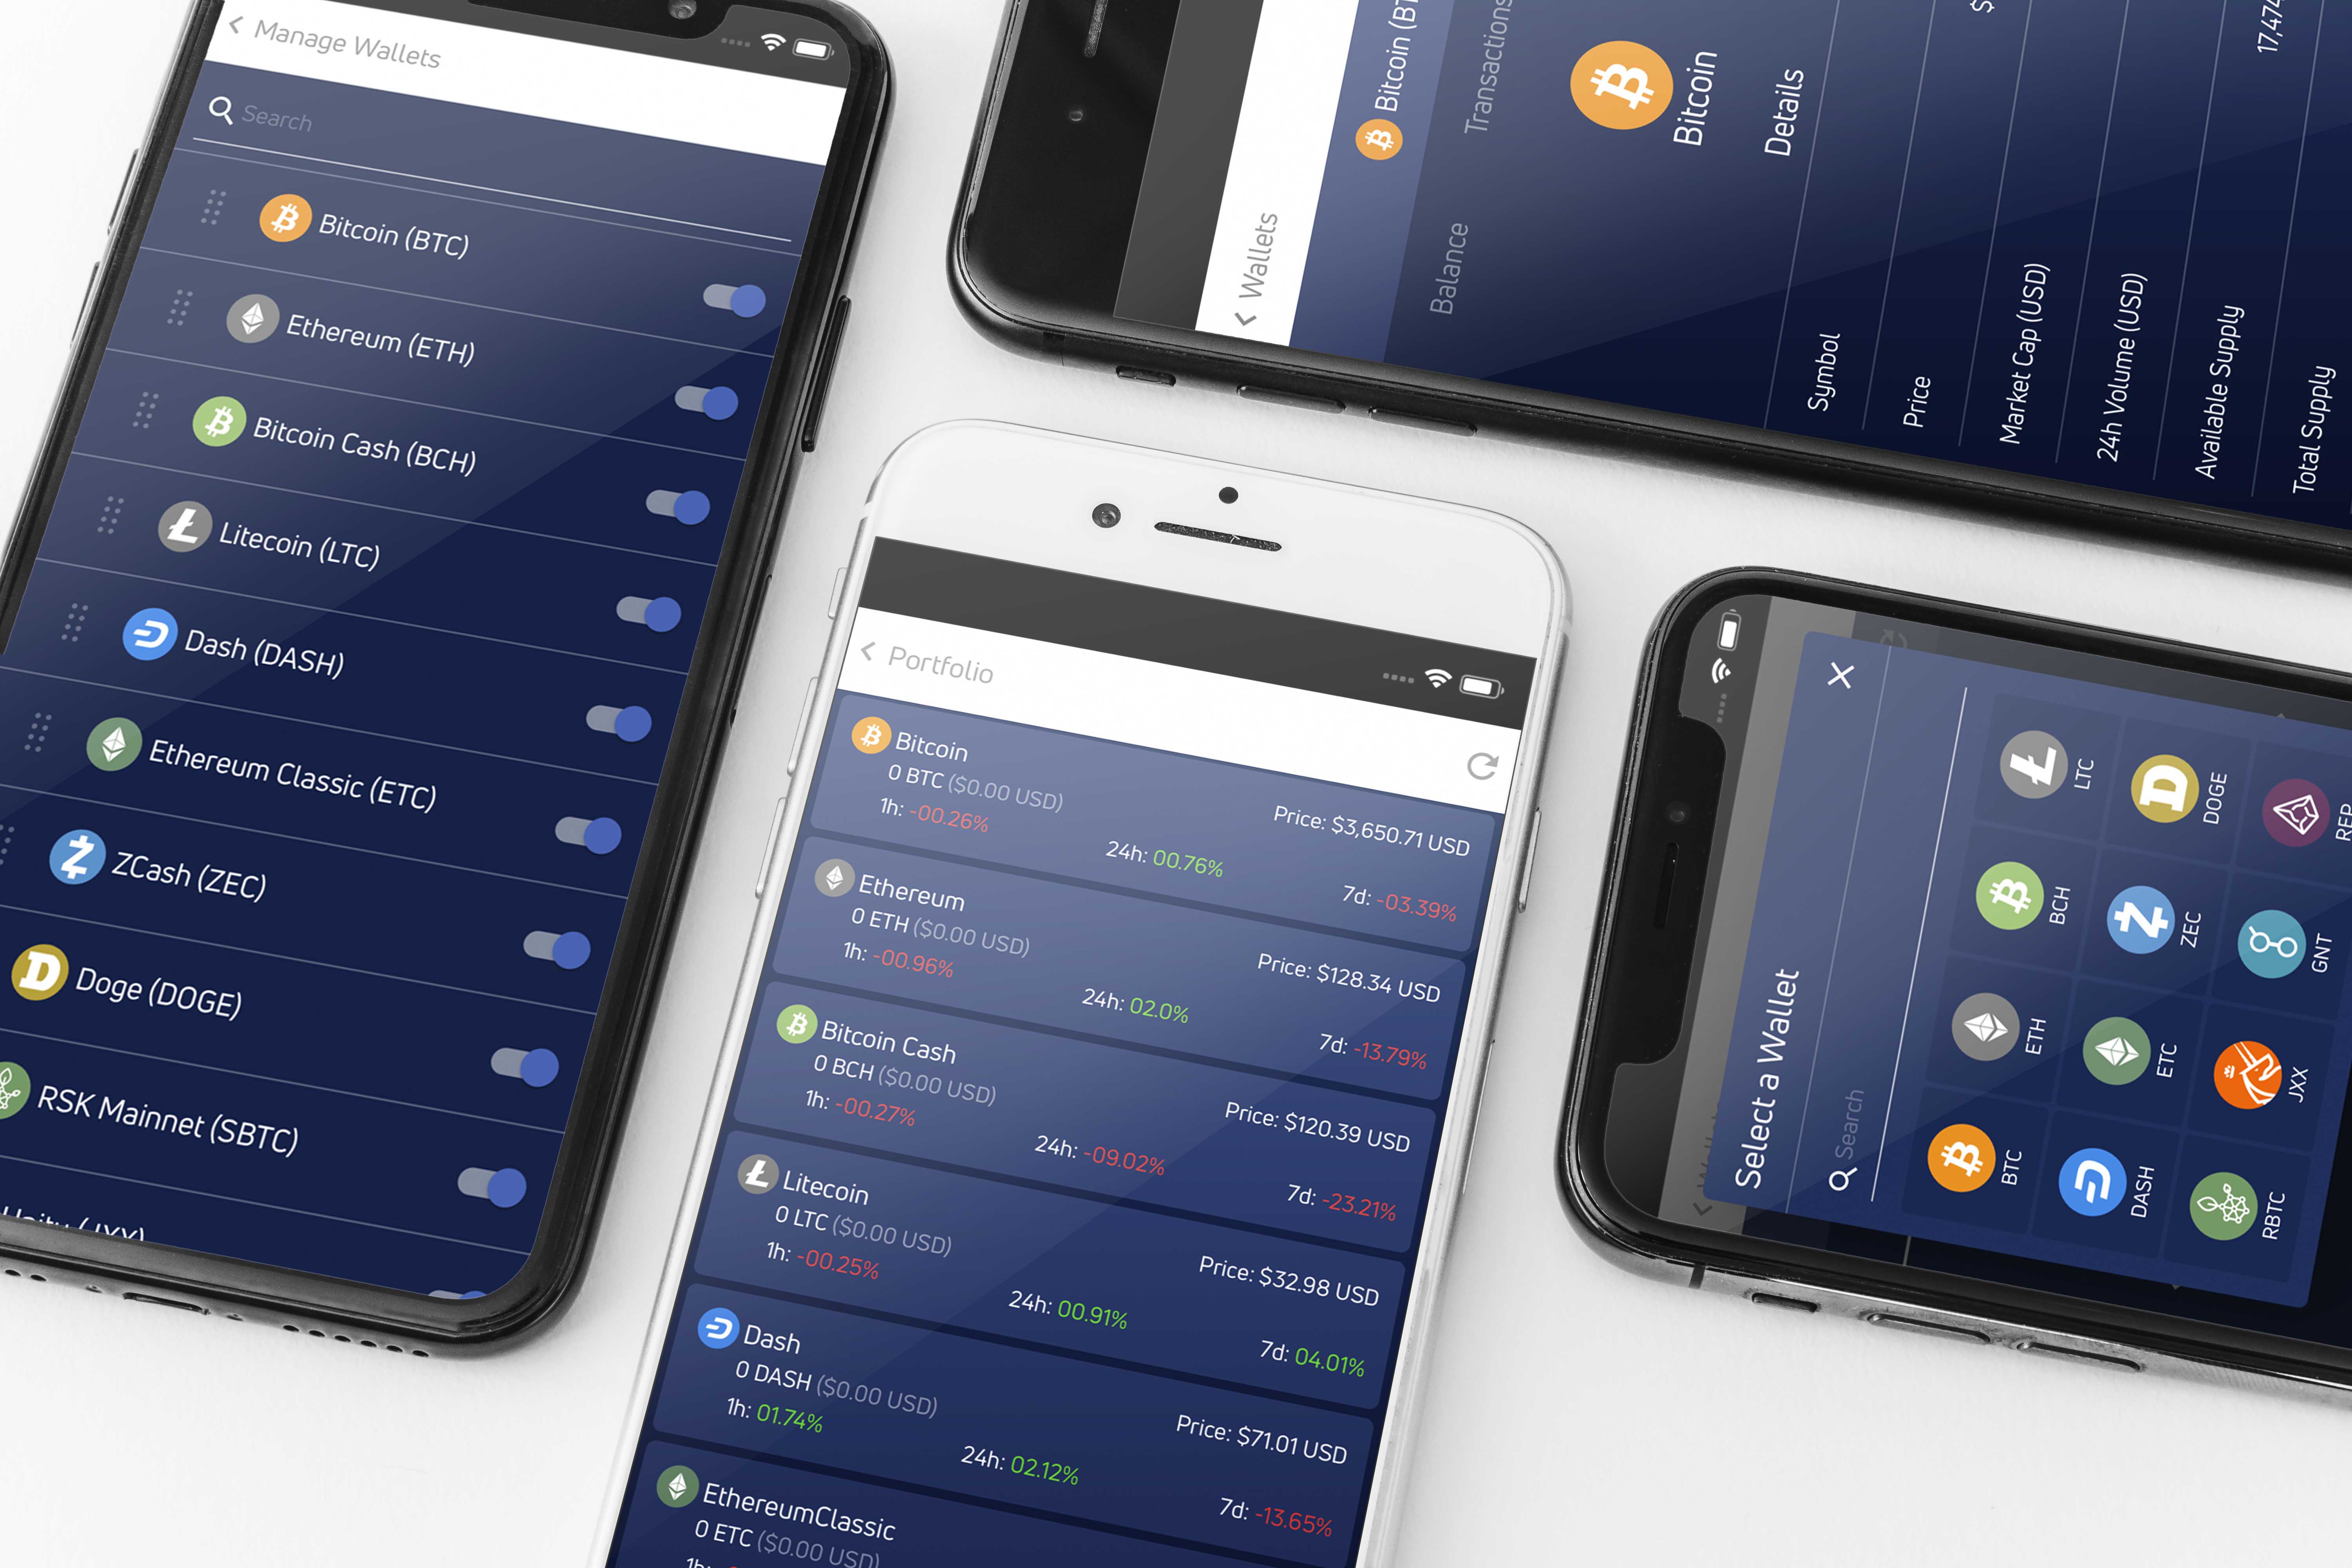 Manage Wallets
Search
Bitcoin (BTC)
Ethereum (ETH)
Bitcoin Cash (BCH)
Litecoin (LTC)
Dash (DASH)
Ethereum Classic (ETC)
ZCash (ZEC)
Doge (DOGE)
RSK Mainnet (SBTC)
(JXX)
Portfolio
Bitcoin
0 BTC ($0.00 USD)
Price: $3,650.71 USD
1h: -00.26%
24h: 00.76%
7d: -03.39%
Ethereum
0 ETH ($0.00 USD)
Price: $128.34 USD
1h: -00.96%
24h: 02.0%
7d: -13.79%
Bitcoin Cash
0 BCH ($0.00 USD)
Price: $120.39 USD
1h: -00.27%
24h: -09.02%
7d: -23.21%
Litecoin
0 LTC ($0.00 USD)
Price: $32.98 USD
1h: -00.25%
24h: 00.91%
7d: 04.01%
Dash
0 DASH ($0.00 USD)
Price: $71.01 USD
1h: 01.74%
24h: 02.12%
7d: -13.65%
EthereumClassic
0 ETC ($0.00 USD)
1h:
Wallets
Bitcoin (BT
Balance
Transactions
Bitcoin
Details
Symbol
Price
$
Market Cap (USD)
24h Volume (USD)
Available Supply
17,474
Total Supply
Select a Wallet
Search
BTC
ETH
BCH
LTC
DASH
ETC
ZEC
DOGE
RBTC
JXX
GNT
REP